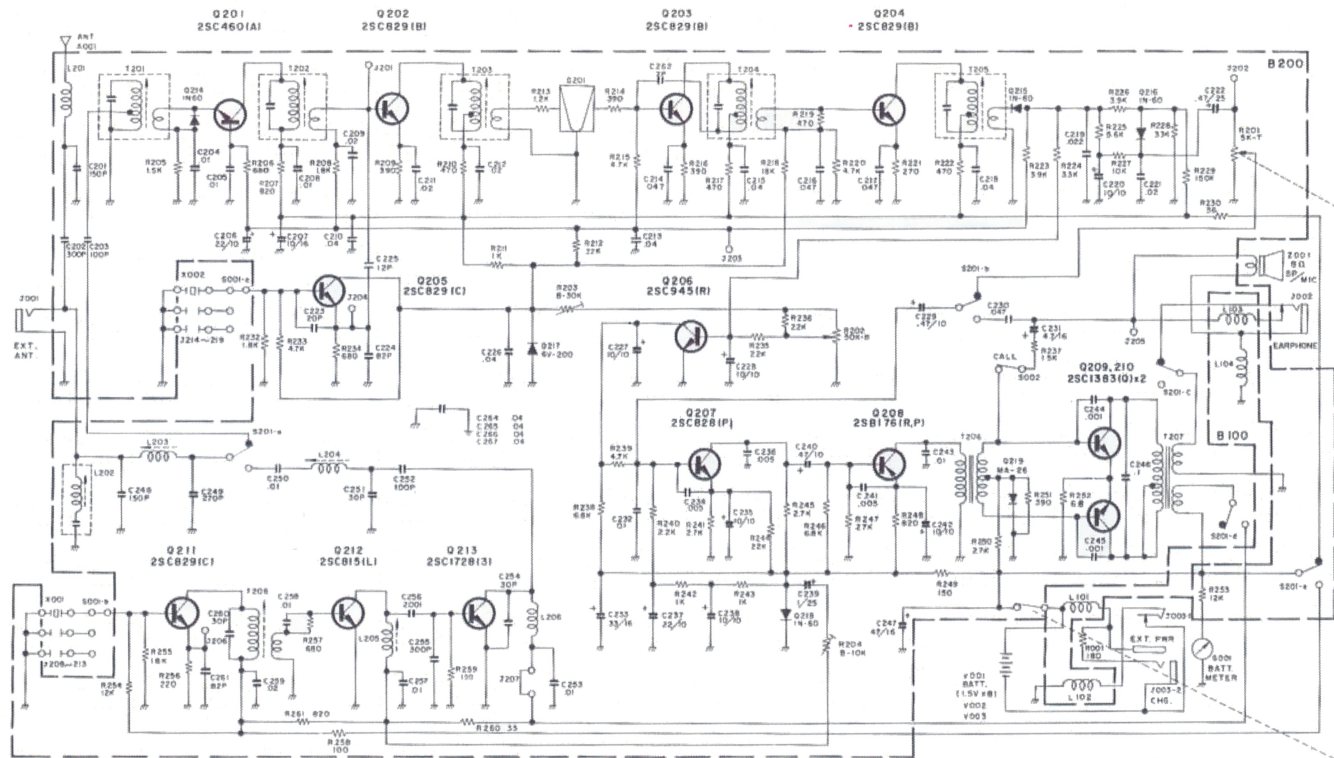 Q201
2SC460(A)
Q202
2SC829(B)
Q203
2SC829(B)
Q204
2SC829(B)
ANT
A001
B200
L201
T201
Q214
1N60
T202
J201
T203
R213
1.2K
Q201
R214
390
C262
3P
T204
R219
470
T205
Q215
1N-60
R226
3.9K
Q216
1N-60
C222
.47/25
J202
R201
5K-T
C201
150P
R205
1.5K
C204
.01
C205
.01
R206
680
R207
820
C208
.01
R208
1.8K
C209
.02
R209
390
C211
.02
R210
470
C212
.02
R215
4.7K
C214
.047
R216
390
R217
470
C215
.04
R218
18K
C216
.047
R220
4.7K
C217
.047
R221
270
R222
470
C218
.04
R223
3.9K
R224
3.3K
C219
.022
R225
5.6K
R227
10K
C220
10/10
C221
.02
R228
33K
R229
150K
R230
56
C202
300P
C203
100P
C206
22/10
C207
10/16
C210
.04
C225
12P
R211
1K
R212
22K
C213
.04
J203
X002
S001-a
J214~219
J001
EXT.
ANT.
Q205
2SC829(C)
C223
20P
J204
R232
1.8K
R233
4.7K
R234
680
C224
82P
R203
B-30K
C226
.04
Q217
6V-200
Q206
2SC945(R)
C227
10/10
C228
10/10
R235
22K
R236
22K
R202
50K-B
C229
.47/10
S201-b
C230
.047
C231
47/16
R237
1.5K
J205
Z001
8Ω
SP/MIC
J002
L103
EARPHONE
L104
S201-C
B100
CALL
S002
C264 .04
C265 .04
C266 .04
C267 .04
Q207
2SC828(P)
Q208
2SB176(R,P)
Q209,210
2SC1383(Q)x2
L203
S201-a
L204
L202
C248
150P
C249
270P
C250
.01
C251
30P
C252
100P
R239
4.7K
R238
6.8K
C232
.01
R240
2.2K
C234
.005
R241
2.7K
C235
10/10
C236
.005
R244
22K
C240
.47/10
R245
2.7K
R246
6.8K
C241
.005
R247
27K
R248
820
C242
10/10
C243
.01
T206
Q219
MA-26
R250
2.7K
R251
390
R252
6.8
C244
.001
C245
.001
C246
.1
T207
S201-d
R253
12K
S201-e
Q211
2SC829(C)
Q212
2SC815(L)
Q213
2SC1728(3)
X001
S001-b
J208~213
R254
12K
R255
18K
R256
220
C260
30P
J206
C261
82P
T208
C259
.02
C258
.01
R257
680
L205
C257
.01
C256
2001
C255
300P
R259
150
C254
30P
L206
J207
C253
.01
R261 820
R258
100
R260 33
C233
33/16
R242
1K
C237
22/10
C238
10/10
R243
1K
Q218
1N-60
C239
1/25
R204
B-10K
R249
150
C247
47/16
L101
J003-1
EXT. PWR
R001
180
L102
J003-2
CHG.
V001
BATT.
(1.5V x8)
V002
V003
G001
BATT.
METER